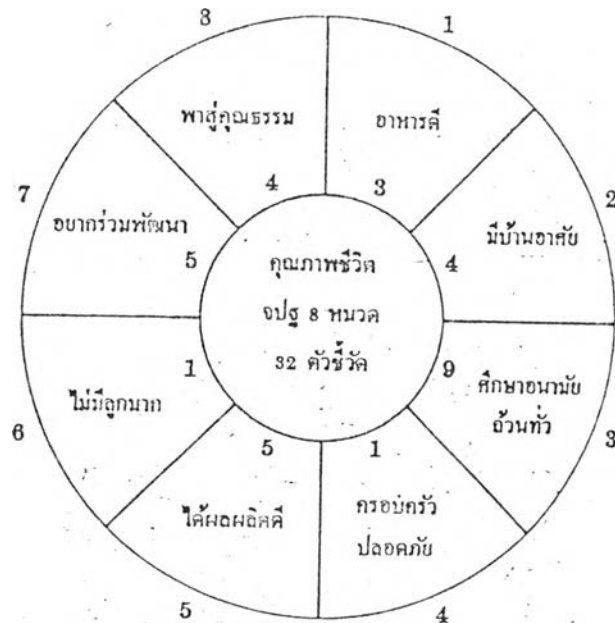 8
1
พาสู่คุณธรรม
อาหารดี
4
3
7
2
อยากร่วมพัฒนา
มีบ้านอาศัย
5
4
คุณภาพชีวิต
จปฐ 8 หมวด
32 ตัวชี้วัด
1
9
ไม่มีลูกมาก
ศึกษาอนามัย
ถ้วนทั่ว
6
3
5
1
ได้ผลผลิตดี
ครอบครัว
ปลอดภัย
5
4